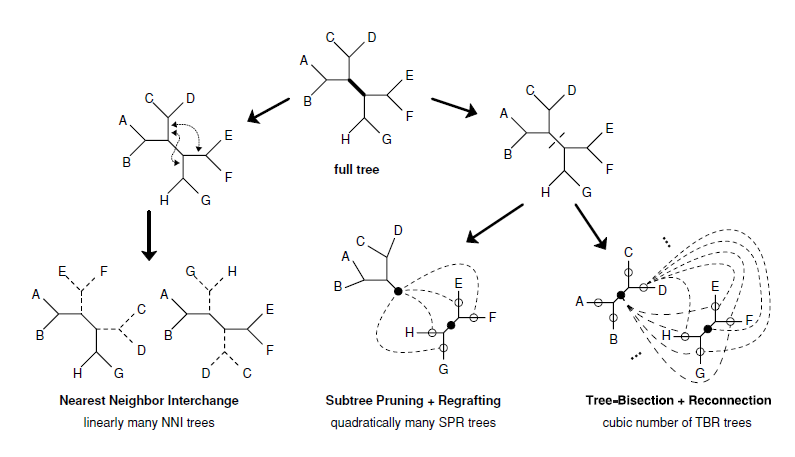 C D
A E
B F
H G
full tree
C D
A E
B F
H G
C D
A E
B F
H G
E F
A C
B D
H G
G H
A E
B F
D C
C D
A
B E
H F
G
C
D
A E
B H F
G
Nearest Neighbor Interchange
linearly many NNI trees
Subtree Pruning + Regrafting
quadratically many SPR trees
Tree-Bisection + Reconnection
cubic number of TBR trees